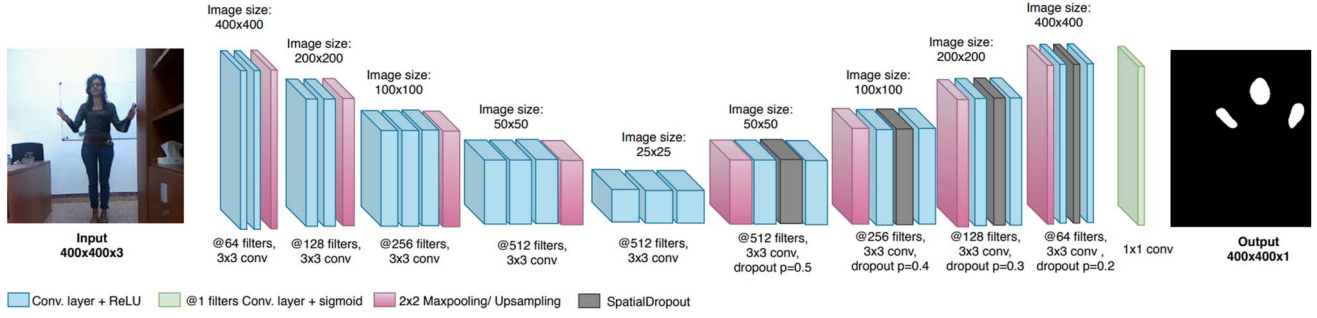 Image size:
400x400
Image size:
200x200
Image size:
100x100
Image size:
50x50
Image size:
25x25
Image size:
50x50
Image size:
100x100
Image size:
200x200
Image size:
400x400
Input
400x400x3
@64 filters,
3x3 conv
@128 filters,
3x3 conv
@256 filters,
3x3 conv
@512 filters,
3x3 conv
@512 filters,
3x3 conv
@512 filters,
3x3 conv,
dropout p=0.5
@256 filters,
3x3 conv,
dropout p=0.4
@128 filters,
3x3 conv,
dropout p=0.3
@64 filters,
3x3 conv ,
dropout p=0.2
1x1 conv
Output
400x400x1
Conv. layer + ReLU
@1 filters Conv. layer + sigmoid
2x2 Maxpooling/ Upsampling
SpatialDropout